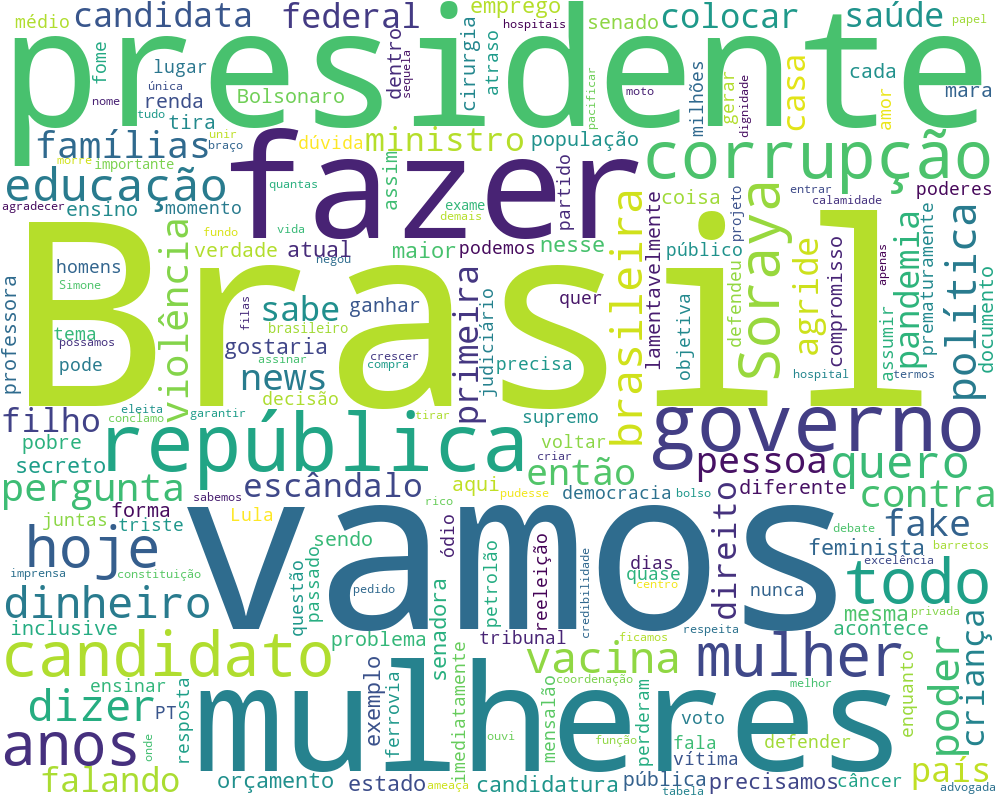 médio
candidata
federal
emprego
hospitais
senado
colocar
saúde
papel
presidente
fome
lugar
única
renda
nome
tudo
tira
Bolsonaro
dentro
sequela
cirurgia
atraso
pacificar
milhões
moto
gerar
dignidade
casa
cada
amor
mara
famílias
unir
braço
dúvida
ministro
população
corrupção
morre
importante
fazer
assim
partido
educação
quantas
exame
demais
vida
entrar
calamidade
poderes
agradecer
ensino
momento
violência
fundo
verdade
atual
negou
maior
podemos
nesse
brasileira
lamentavelmente
coisa
público
projeto
defendeu
soraya
agride
compromisso
apenas
pandemia
prematuramente
política
documento
professora
homens
Simone
tema
possamos
pode
Brasil
filas
sabe
brasileiro
ganhar
quer
gostaria
assinar
crescer
compra
primeira
judiciário
precisa
objetiva
hospital
assumir
termos
news
decisão
filho
eleita
conclamo
garantir
tirar
supremo
república
governo
pobre
secreto
voltar
criar
então
pessoa
quero
pergunta
sabemos
escândalo
rico
aqui
pudesse
democracia
bolso
diferente
contra
forma
juntas
triste
Lula
vamos
sendo
ódio
petrolão
reeleição
credibilidade
dias
quase
centro
direito
nunca
debate
fake
feminista
barretos
hoje
imprensa
constituição
questão
passado
pedido
excelência
todo
dinheiro
inclusive
problema
senadora
tribunal
ficamos
respeita
mesma
privada
acontece
criança
candidato
vacina
mulher
poder
enquanto
ensinar
dizer
PT
resposta
exemplo
ferrovia
imediatamente
coordenação
mensalão
ouvi
função
perderam
melhor
voto
fala
vítima
defender
anos
onde
mulheres
país
falando
orçamento
estado
ameaça
candidatura
pública
tabela
precisamos
câncer
advogada